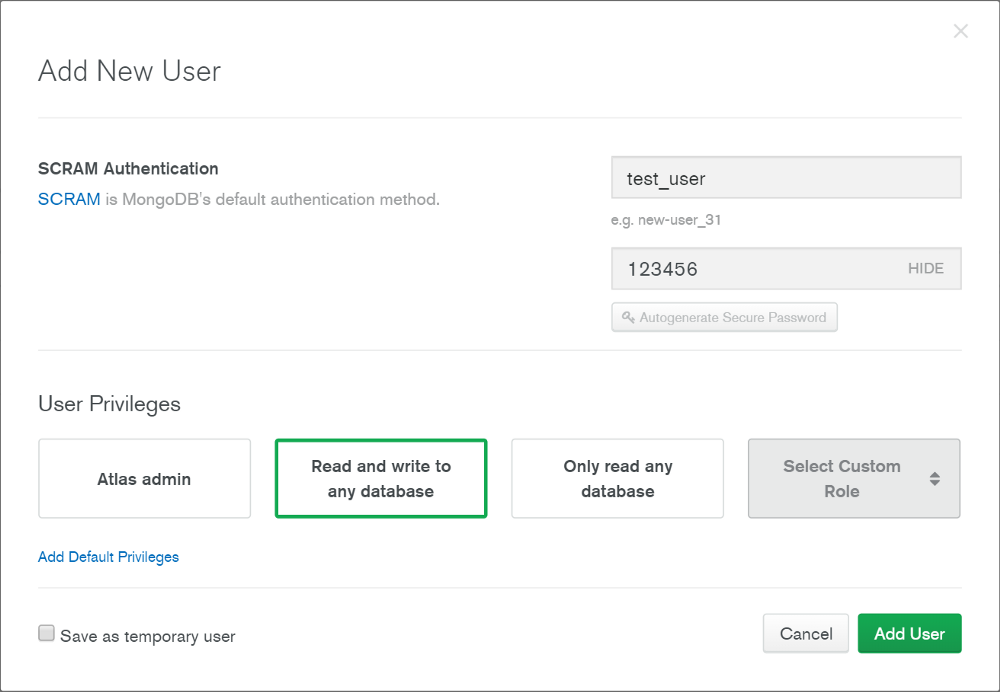 Add New User
SCRAM Authentication
SCRAM is MongoDB's default authentication method.
test_user
e.g. new-user_31
123456 HIDE
Autogenerate Secure Password
User Privileges
Atlas admin
Read and write to
any database
Only read any
database
Select Custom
Role
Add Default Privileges
Save as temporary user
Cancel
Add User